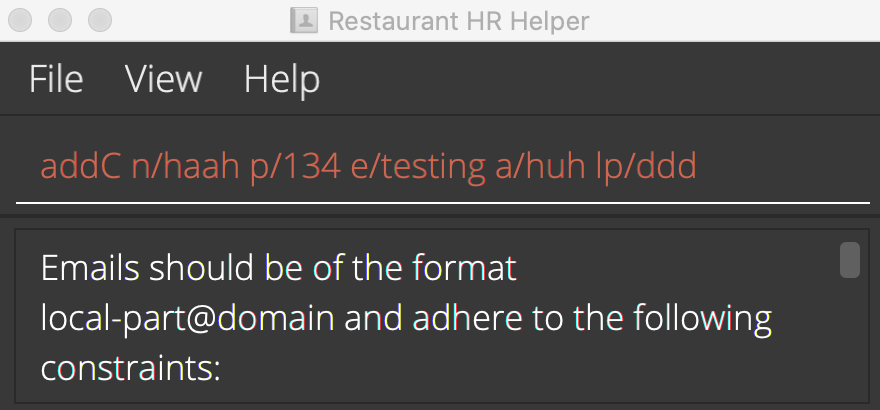 Restaurant HR Helper
File View Help
addC n/haah p/134 e/testing a/huh lp/ddd
Emails should be of the format
local-part@domain and adhere to the following
constraints: